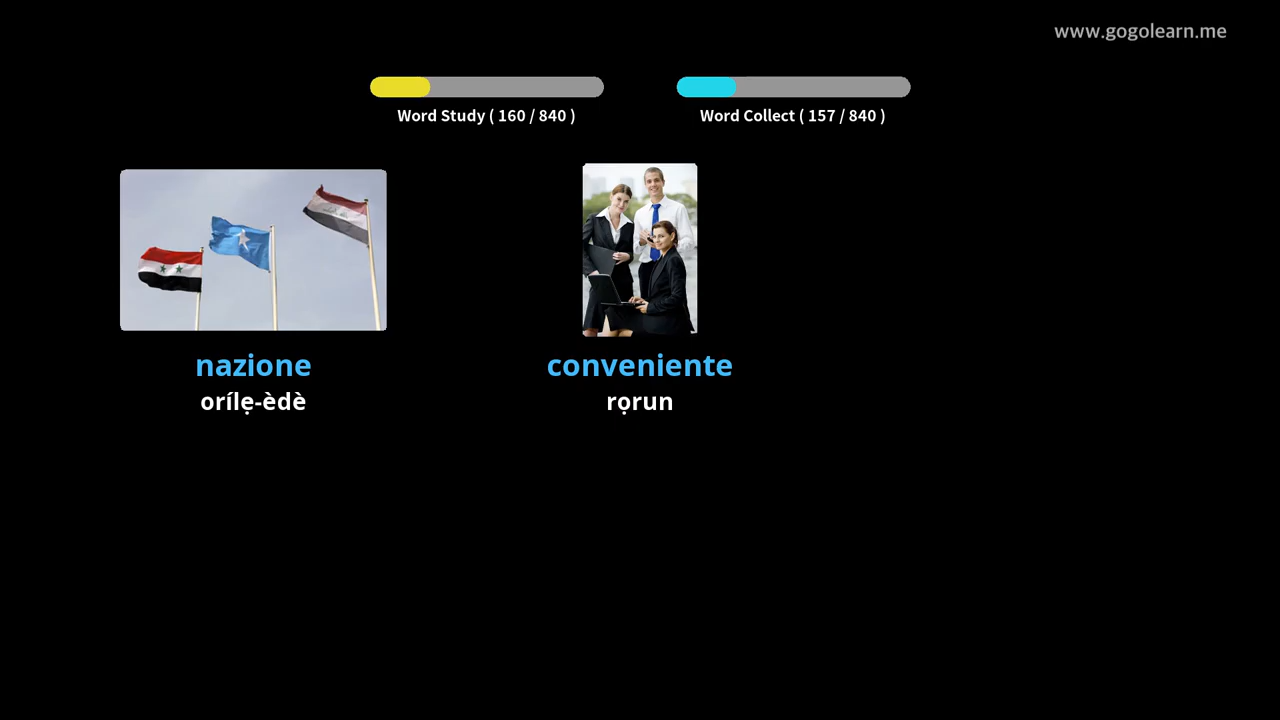 www.gogolearn.me
Word Study ( 160 / 840 )
Word Collect ( 157 / 840 )
nazione
orílẹ-èdè
conveniente
rọrun